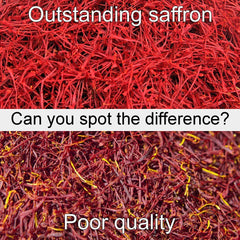 Outstanding saffron
Can you spot the difference?
Poor quality